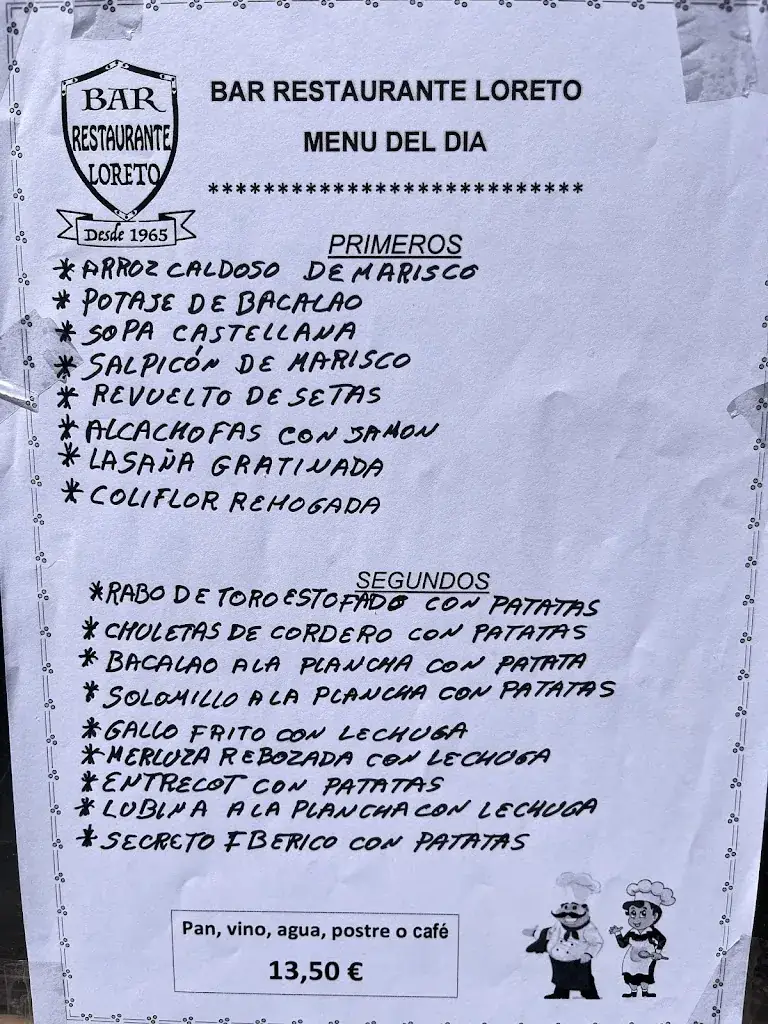 BAR
RESTAURANTE
LORETO
Desde 1965
BAR RESTAURANTE LORETO
MENU DEL DIA
***************************
PRIMEROS
* ARROZ CALDOSO DE MARISCO
* POTAJE DE BACALAO
* SOPA CASTELLANA
* SALPICÓN DE MARISCO
* REVUELTO DE SETAS
* ALCACHOFAS CON JAMON
* LASAÑA GRATINADA
* COLIFLOR REHOGADA
SEGUNDOS
* RABO DE TORO ESTOFADO CON PATATAS
* CHULETAS DE CORDERO CON PATATAS
* BACALAO A LA PLANCHA CON PATATA
* SOLOMILLO A LA PLANCHA CON PATATAS
* GALLO FRITO CON LECHUGA
* MERLUZA REBOZADA CON LECHUGA
* ENTRECOT CON PATATAS
* LUBINA A LA PLANCHA CON LECHUGA
* SECRETO IBERICO CON PATATAS
Pan, vino, agua, postre o café
13,50 €